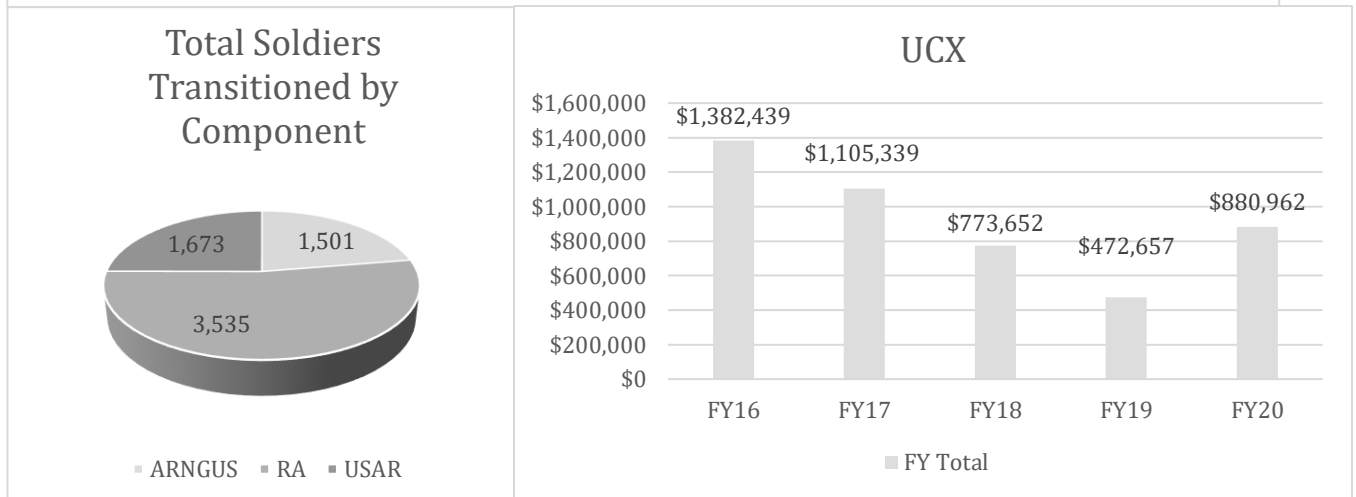 Total Soldiers
Transitioned by
Component
1,673
1,501
3,535
ARNGUS RA USAR
UCX
$1,600,000
$1,400,000
$1,200,000
$1,000,000
$800,000
$600,000
$400,000
$200,000
$0
$1,382,439
$1,105,339
$773,652
$472,657
$880,962
FY16 FY17 FY18 FY19 FY20
FY Total